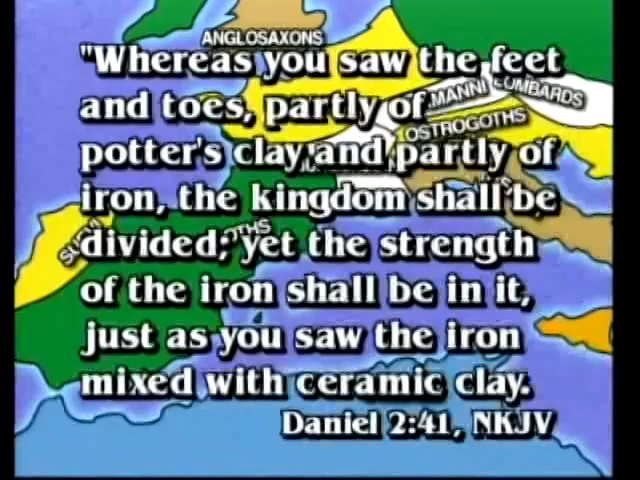 ANGLOSAXONS
"Whereas you saw the feet
and toes, partly of
potter's clay and partly of
iron, the kingdom shall be
divided; yet the strength
of the iron shall be in it,
just as you saw the iron
mixed with ceramic clay.
Daniel 2:41, NKJV
LOMBARDS
OSTROGOTHS